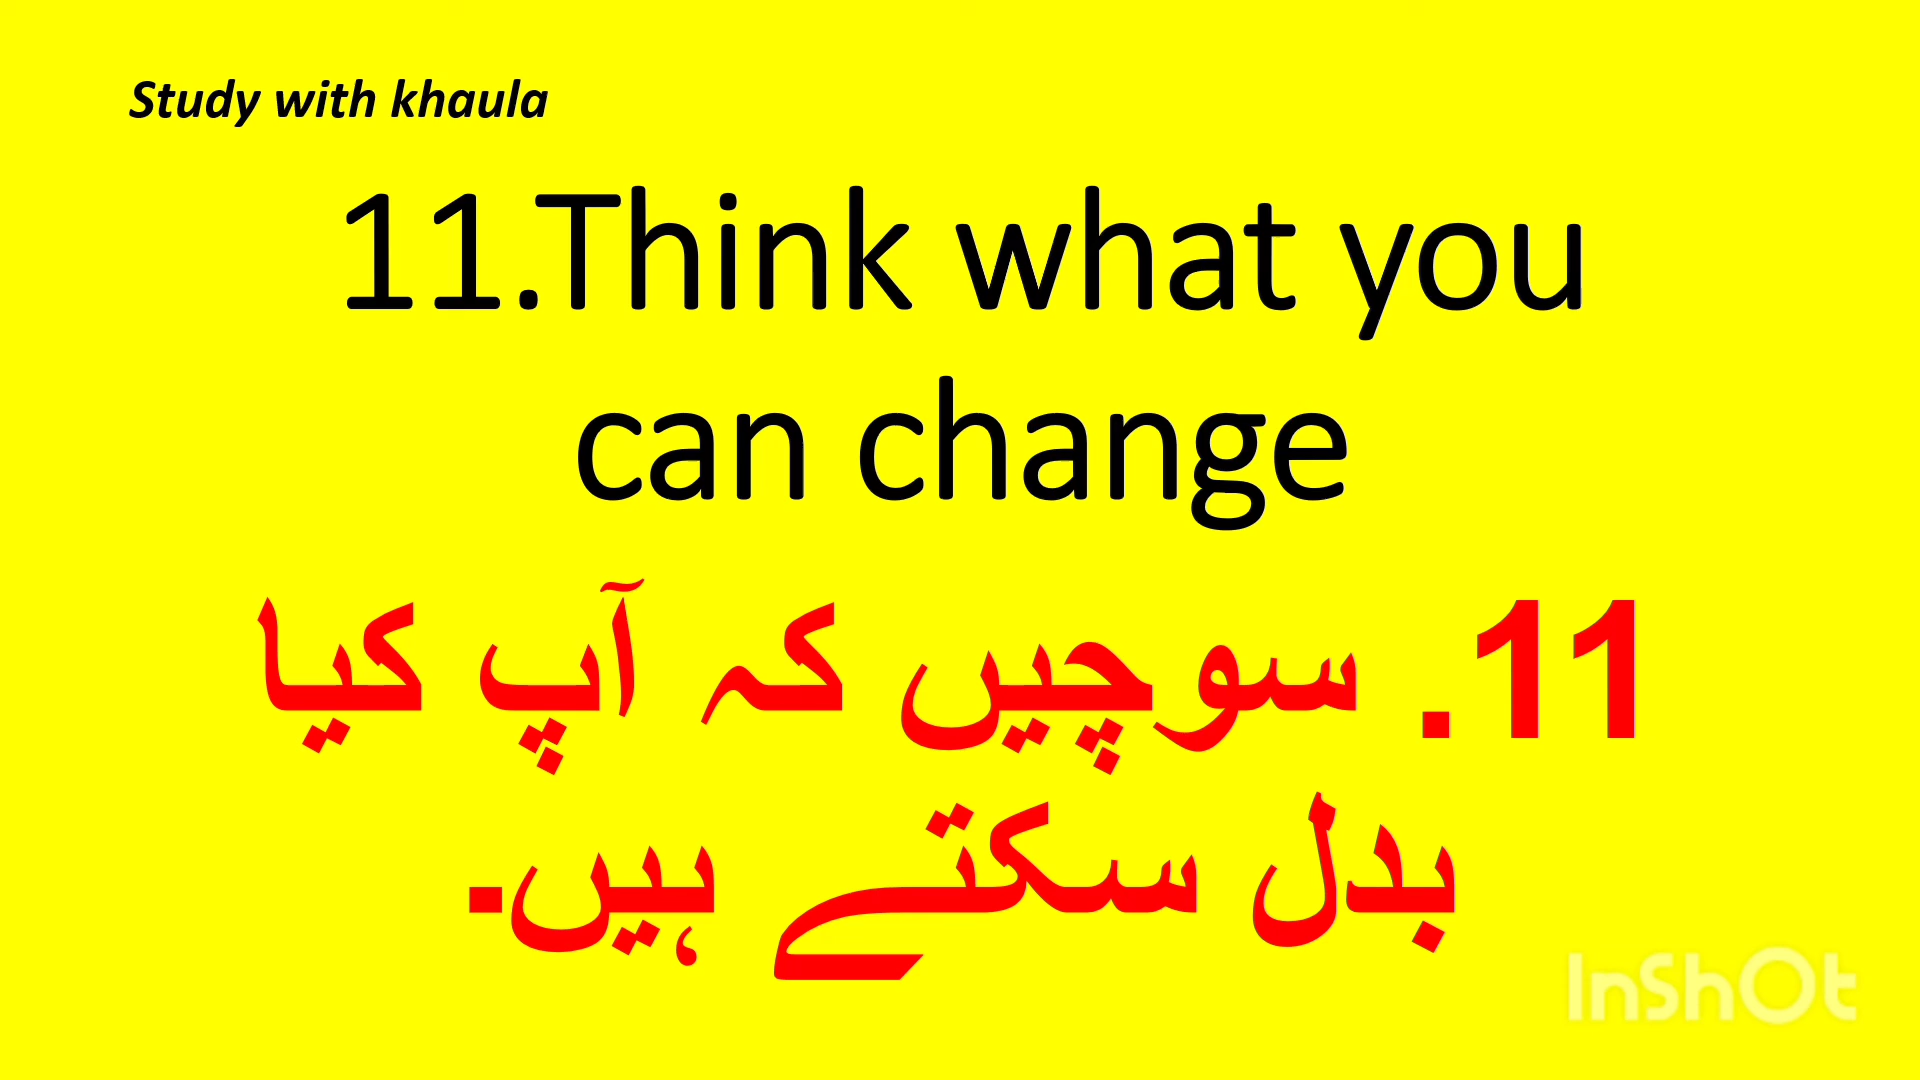 Study with khaula
11.Think what you
can change
11. سوچیں کہ آپ کیا
بدل سکتے ہیں۔
InShOt